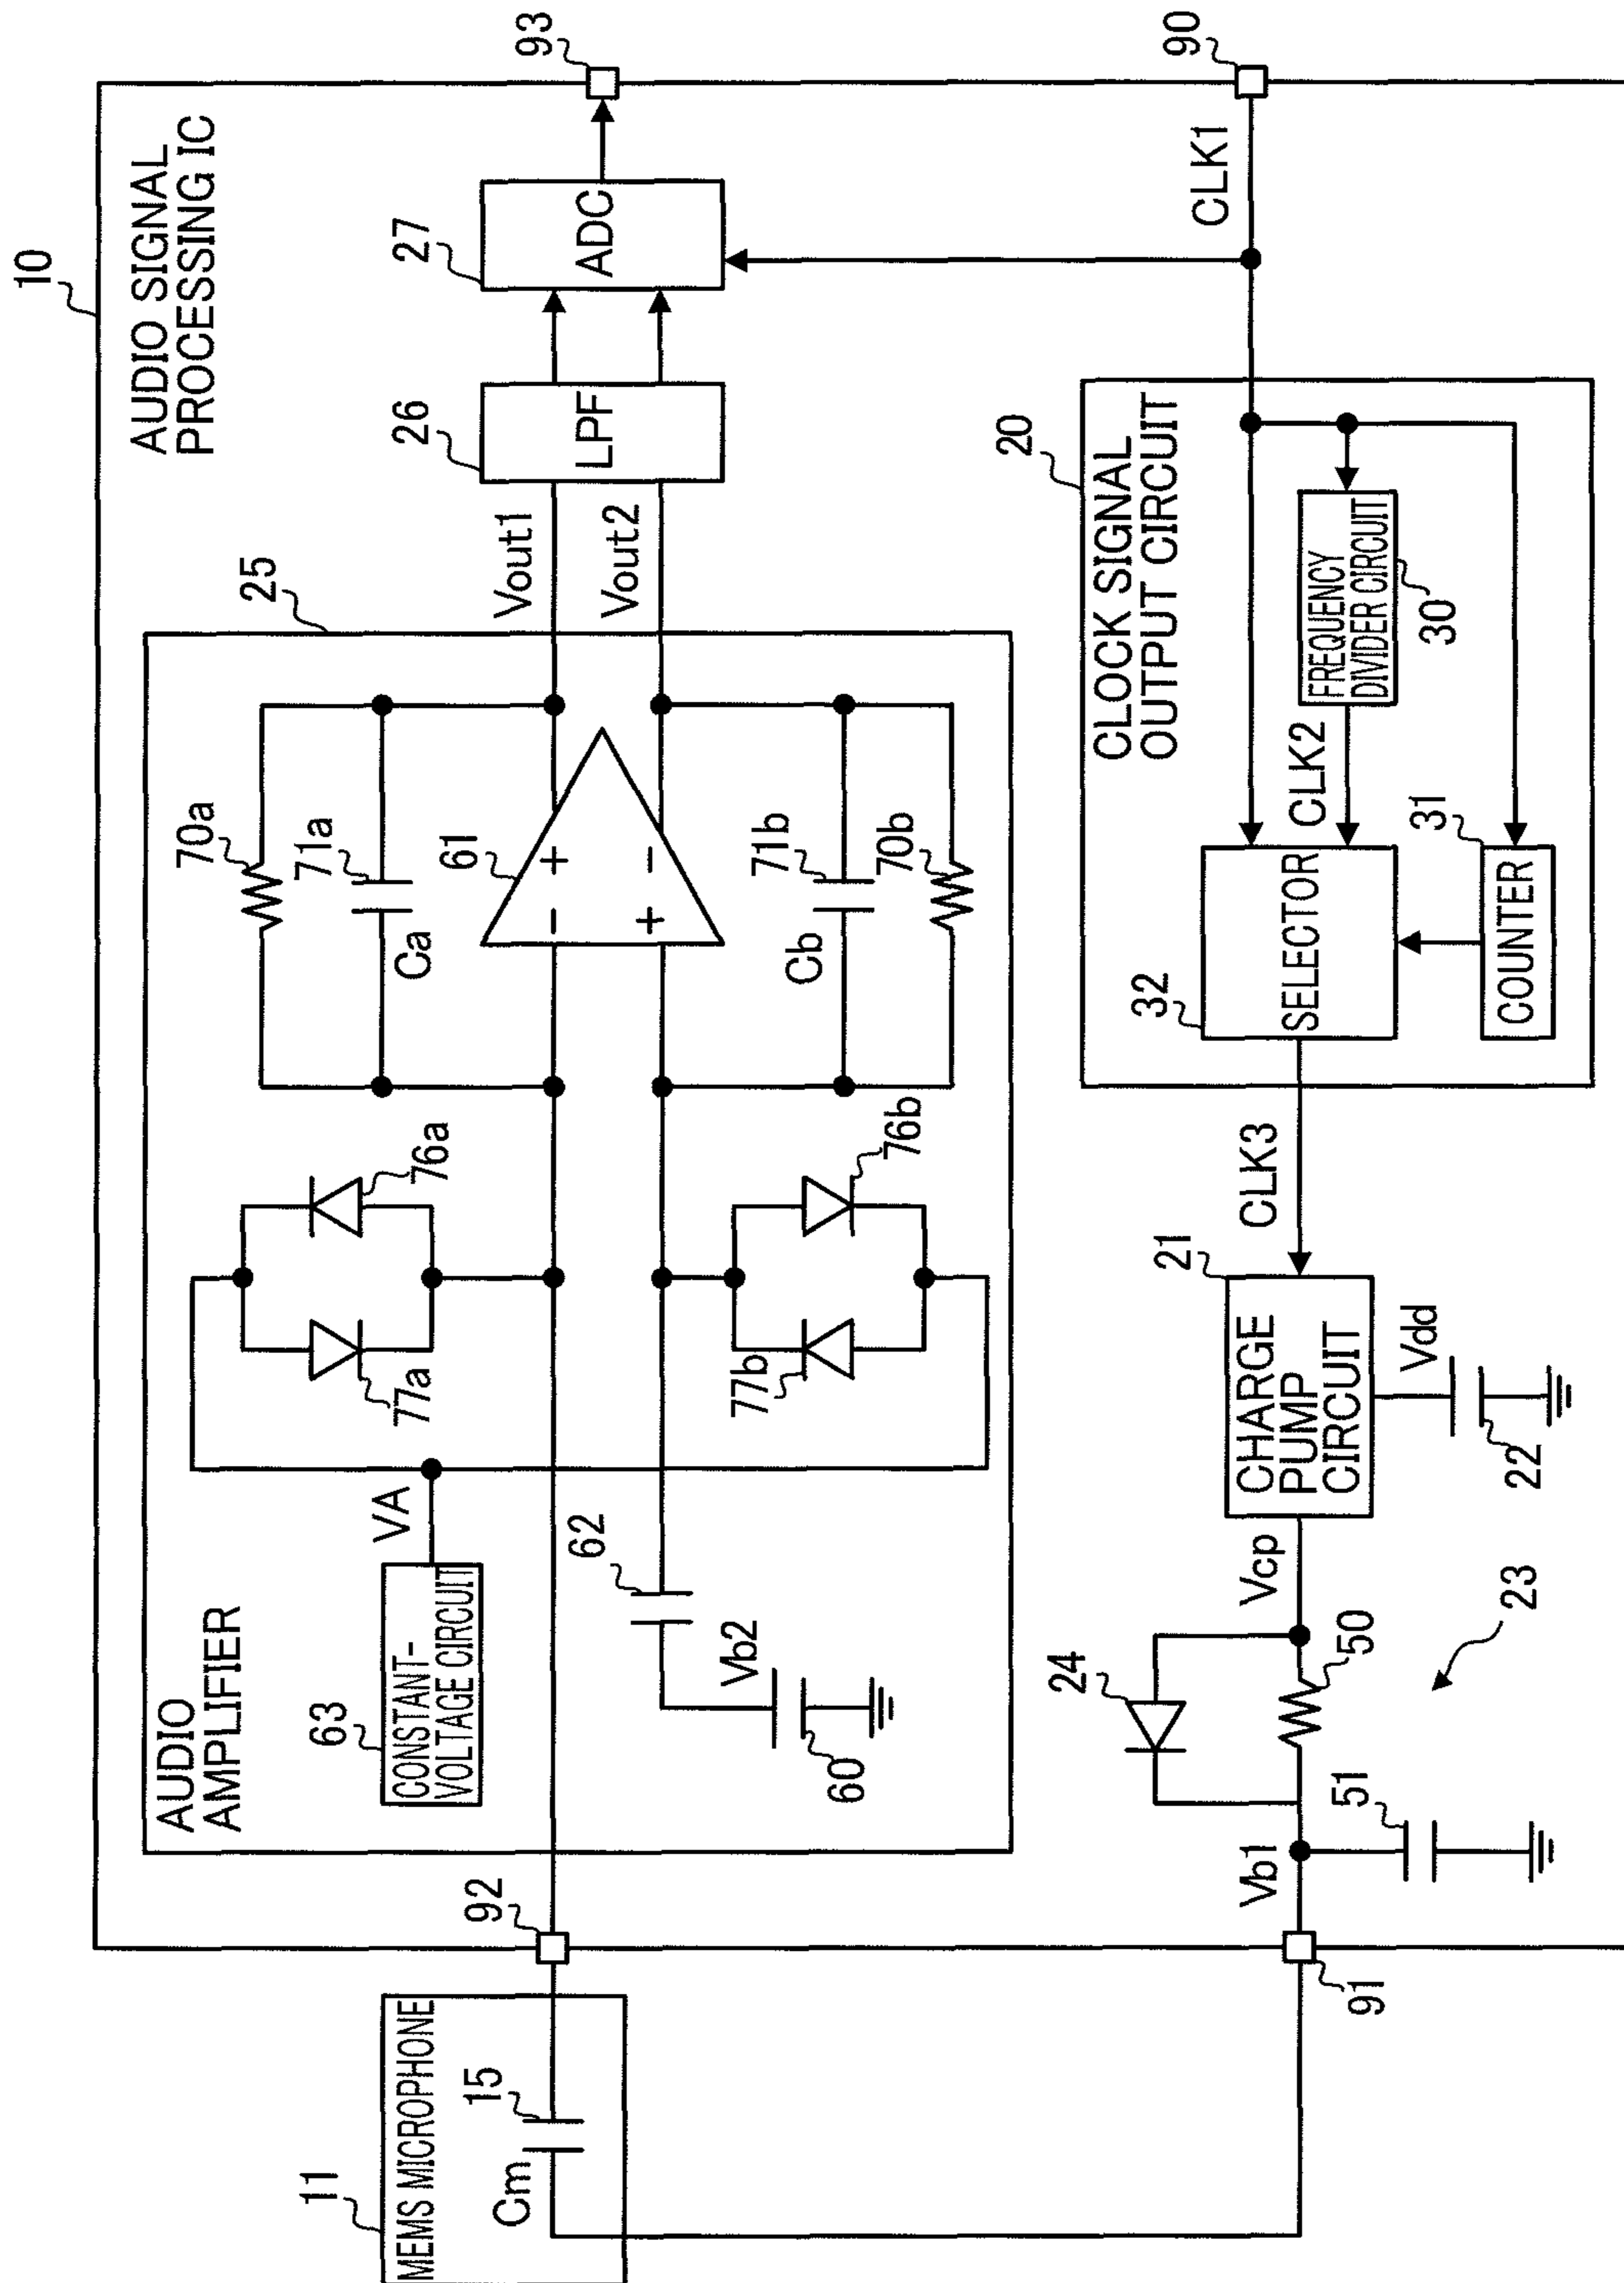 10
AUDIO SIGNAL
PROCESSING IC
AUDIO
AMPLIFIER
25
63
CONSTANT-
VOLTAGE CIRCUIT
VA
77a
76a
70a
71a
Ca
61
-
+
+
-
Vout1
Vout2
26
LPF
27
ADC
93
11
MEMS MICROPHONE
15
Cm
92
62
Vb2
60
77b
76b
Cb
71b
70b
CLK1
90
20
CLOCK SIGNAL
OUTPUT CIRCUIT
32
SELECTOR
CLK2
FREQUENCY
DIVIDER CIRCUIT
30
31
COUNTER
CLK3
21
CHARGE
PUMP
CIRCUIT
Vdd
22
Vcp
24
50
23
Vb1
51
91